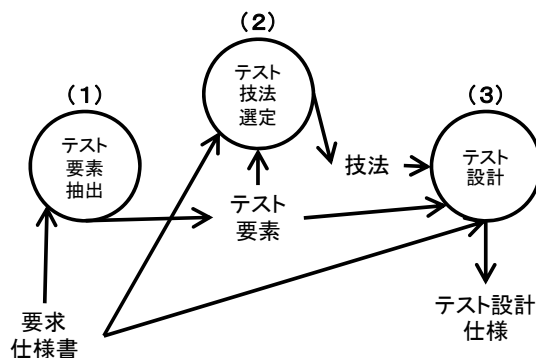 (1)
テスト
要素
抽出
(2)
テスト
技法
選定
(3)
テスト
設計
技法
テスト
要素
要求
仕様書
テスト設計
仕様